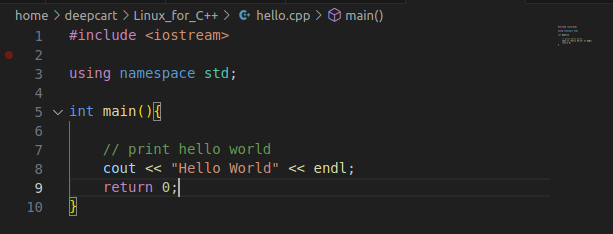 home > deepcart > Linux_for_C++ > hello.cpp > main()
1 #include <iostream>
2
3 using namespace std;
4
5 int main(){
6
7 // print hello world
8 cout << "Hello World" << endl;
9 return 0;
10 }